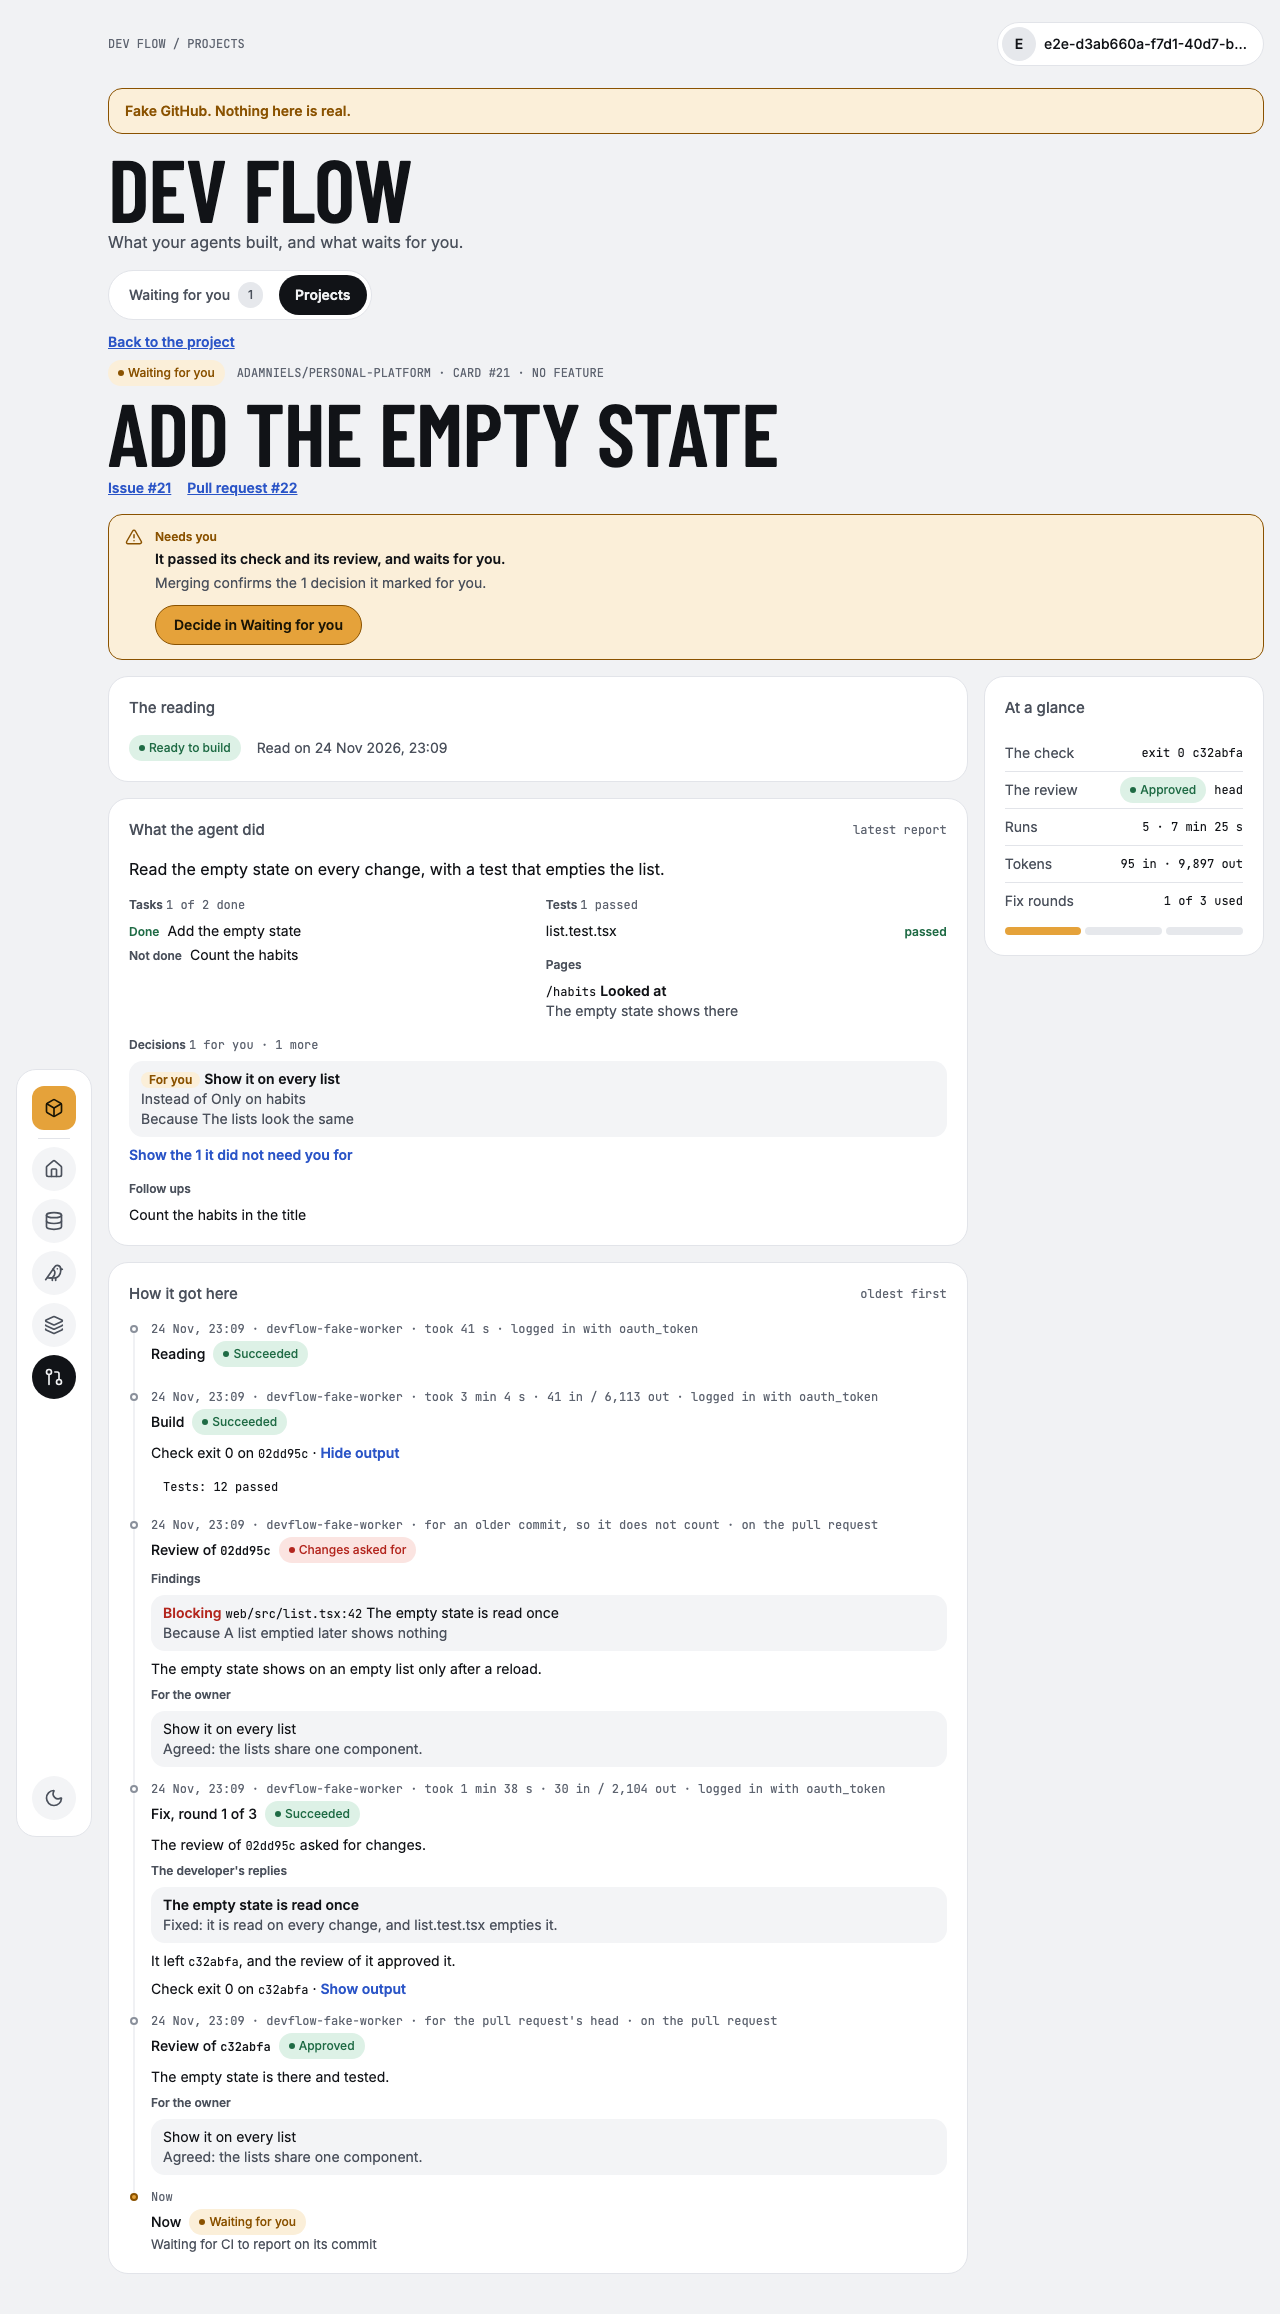 DEV FLOW / PROJECTS
E
e2e-d3ab660a-f7d1-40d7-b...
Fake GitHub. Nothing here is real.
DEV FLOW
What your agents built, and what waits for you.
Waiting for you 1
Projects
Back to the project
Waiting for you ADAMNIELS/PERSONAL-PLATFORM · CARD #21 · NO FEATURE
ADD THE EMPTY STATE
Issue #21 Pull request #22
Needs you
It passed its check and its review, and waits for you.
Merging confirms the 1 decision it marked for you.
Decide in Waiting for you
The reading
Ready to build Read on 24 Nov 2026, 23:09
At a glance
The check exit 0 c32abfa
The review Approved head
Runs 5 · 7 min 25 s
Tokens 95 in · 9,897 out
Fix rounds 1 of 3 used
What the agent did latest report
Read the empty state on every change, with a test that empties the list.
Tasks 1 of 2 done
Done Add the empty state
Not done Count the habits
Tests 1 passed
list.test.tsx passed
Pages
/habits Looked at
The empty state shows there
Decisions 1 for you · 1 more
For you Show it on every list
Instead of Only on habits
Because The lists look the same
Show the 1 it did not need you for
Follow ups
Count the habits in the title
How it got here oldest first
24 Nov, 23:09 · devflow-fake-worker · took 41 s · logged in with oauth_token
Reading Succeeded
24 Nov, 23:09 · devflow-fake-worker · took 3 min 4 s · 41 in / 6,113 out · logged in with oauth_token
Build Succeeded
Check exit 0 on 02dd95c · Hide output
Tests: 12 passed
24 Nov, 23:09 · devflow-fake-worker · for an older commit, so it does not count · on the pull request
Review of 02dd95c Changes asked for
Findings
Blocking web/src/list.tsx:42 The empty state is read once
Because A list emptied later shows nothing
The empty state shows on an empty list only after a reload.
For the owner
Show it on every list
Agreed: the lists share one component.
24 Nov, 23:09 · devflow-fake-worker · took 1 min 38 s · 30 in / 2,104 out · logged in with oauth_token
Fix, round 1 of 3 Succeeded
The review of 02dd95c asked for changes.
The developer's replies
The empty state is read once
Fixed: it is read on every change, and list.test.tsx empties it.
It left c32abfa, and the review of it approved it.
Check exit 0 on c32abfa · Show output
24 Nov, 23:09 · devflow-fake-worker · for the pull request's head · on the pull request
Review of c32abfa Approved
The empty state is there and tested.
For the owner
Show it on every list
Agreed: the lists share one component.
Now
Now Waiting for you
Waiting for CI to report on its commit